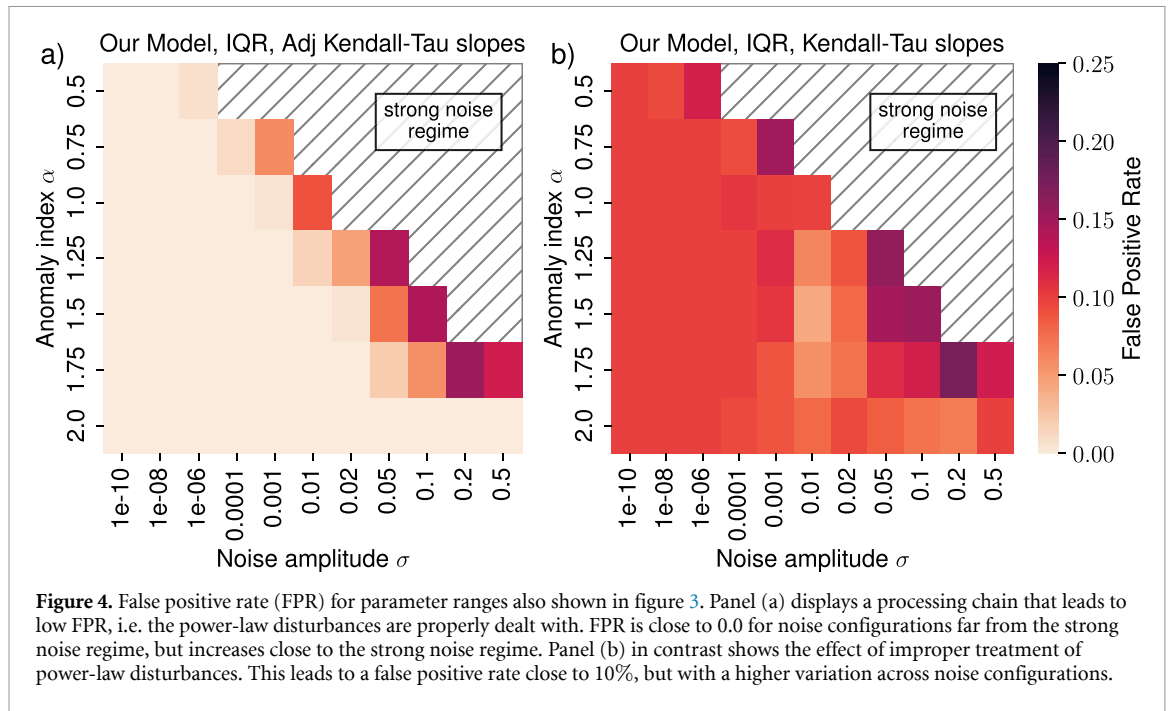 a)
Our Model, IQR, Adj Kendall-Tau slopes
strong noise
regime
Anomaly index α
0.5
0.75
1.0
1.25
1.5
1.75
2.0
1e-10
1e-08
1e-06
0.0001
0.001
0.01
0.02
0.05
0.1
0.2
0.5
Noise amplitude σ
b)
Our Model, IQR, Kendall-Tau slopes
strong noise
regime
Anomaly index α
0.5
0.75
1.0
1.25
1.5
1.75
2.0
1e-10
1e-08
1e-06
0.0001
0.001
0.01
0.02
0.05
0.1
0.2
0.5
Noise amplitude σ
0.25
0.20
0.15
0.10
0.05
0.00
False Positive Rate
Figure 4. False positive rate (FPR) for parameter ranges also shown in figure 3. Panel (a) displays a processing chain that leads to
low FPR, i.e. the power-law disturbances are properly dealt with. FPR is close to 0.0 for noise configurations far from the strong
noise regime, but increases close to the strong noise regime. Panel (b) in contrast shows the effect of improper treatment of
power-law disturbances. This leads to a false positive rate close to 10%, but with a higher variation across noise configurations.